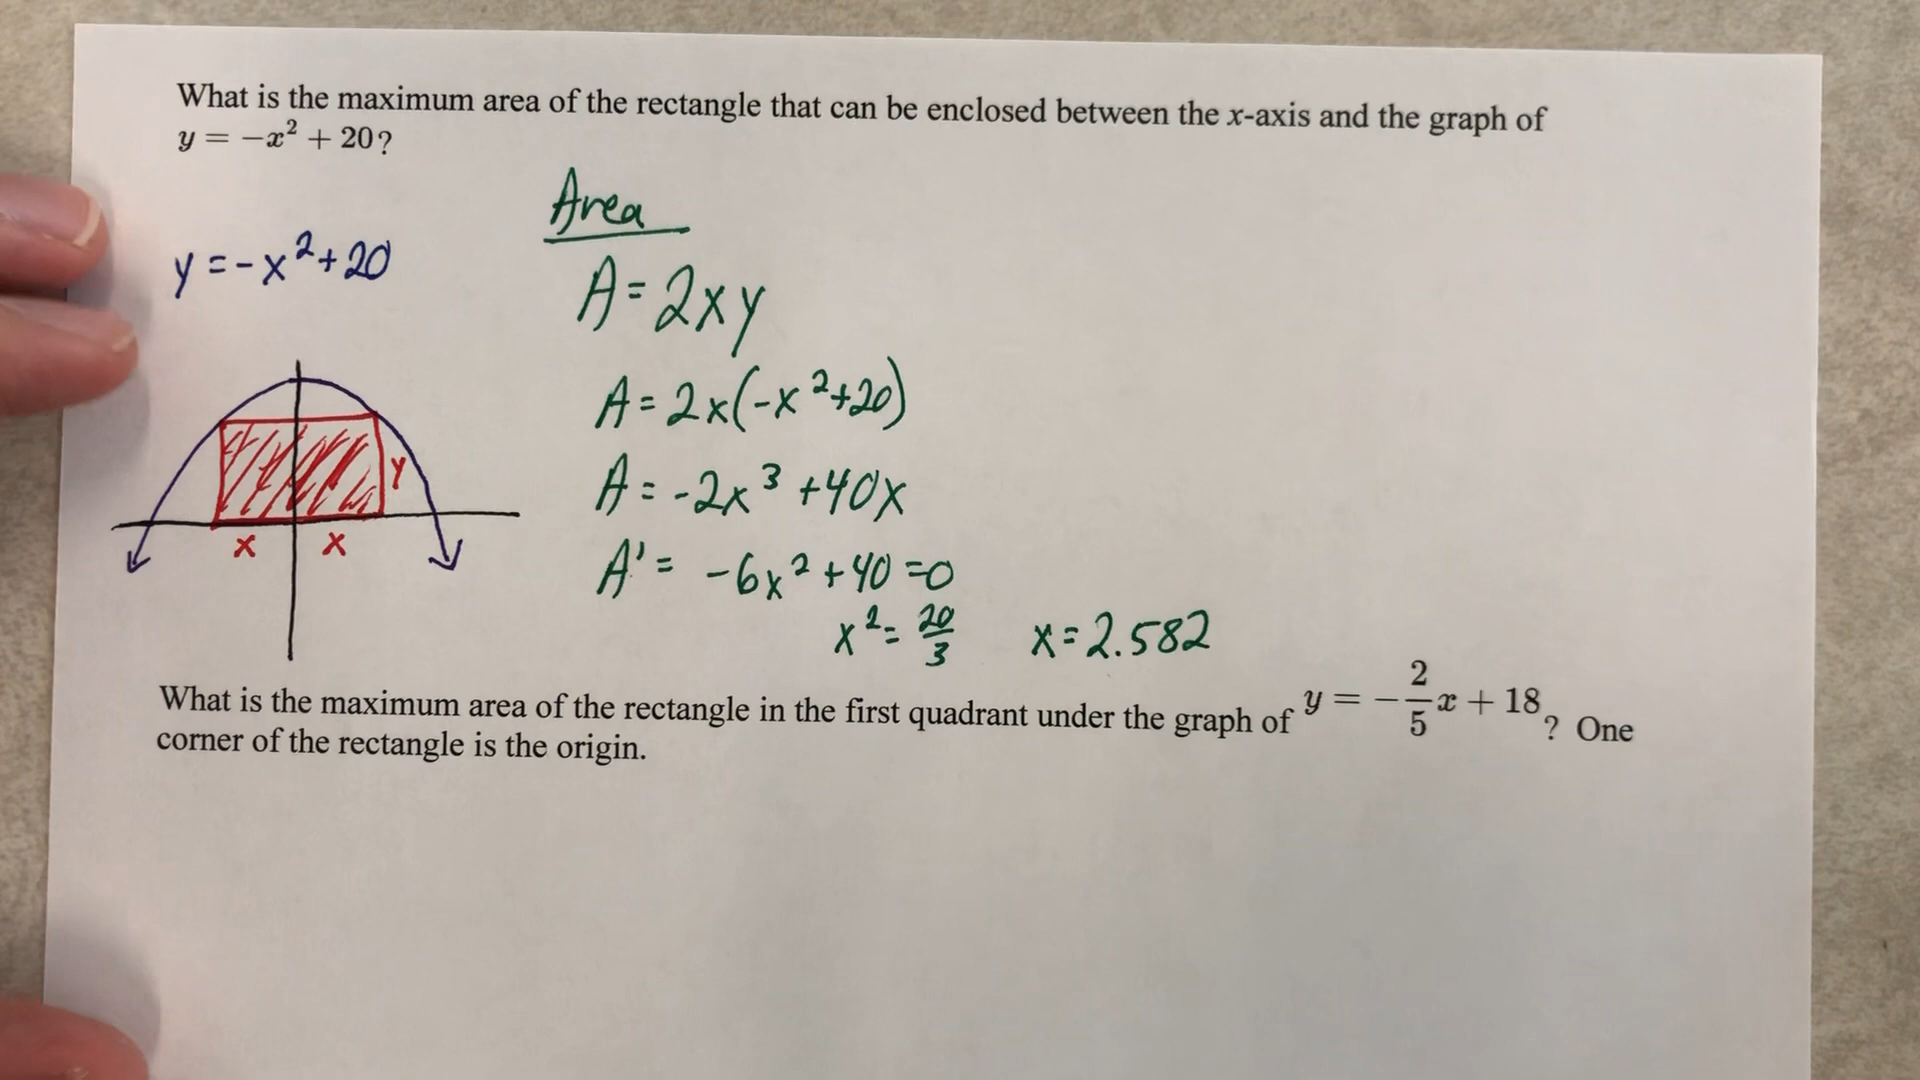 What is the maximum area of the rectangle that can be enclosed between the x-axis and the graph of
y = −x² + 20?
Area
y = -x² + 20
A = 2xy
A = 2x(-x² + 20)
A = -2x³ + 40x
Y
x x
A' = -6x² + 40 = 0
x² = 20/3 x = 2.582
What is the maximum area of the rectangle in the first quadrant under the graph of y = −2/5x + 18? One
corner of the rectangle is the origin.